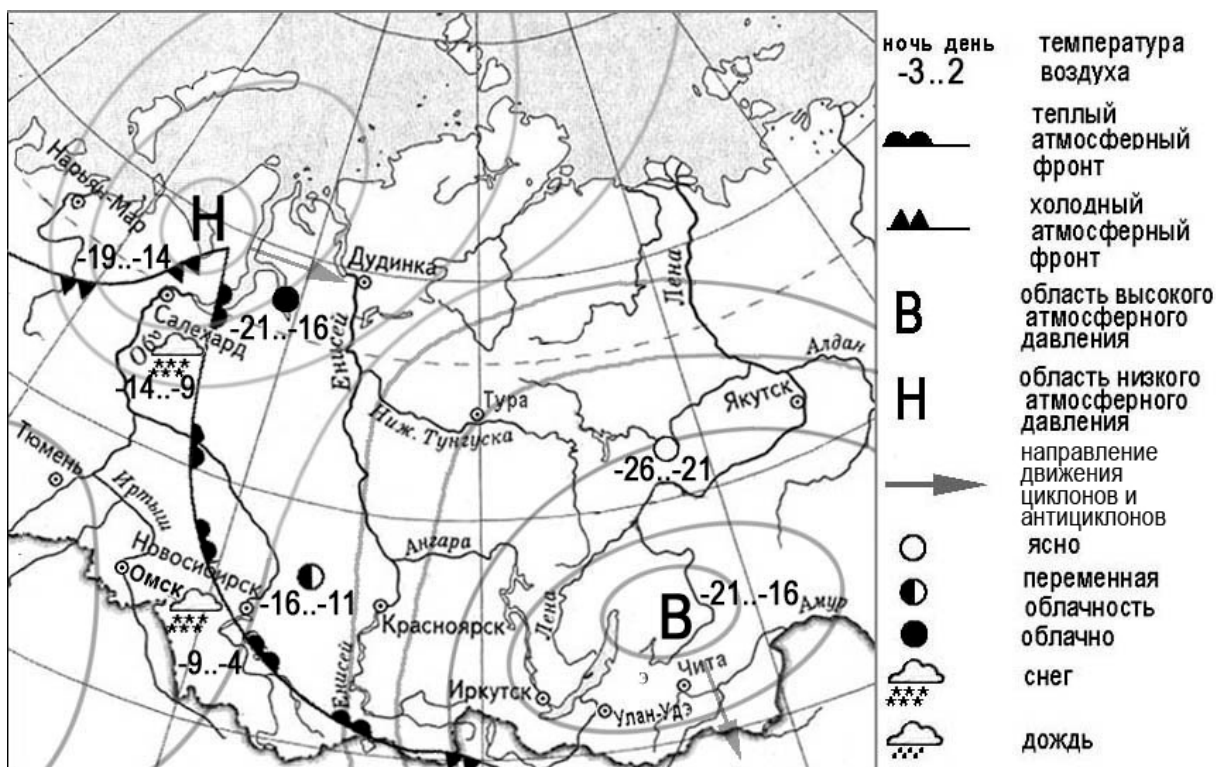 Нарьян-Мар
Н
-19..-14
Дудинка
Салехард
-21..-16
Обь
-14..-9
Енисей
Лена
Алдан
Тура
Якутск
Ниж. Тунгуска
-26..-21
Тюмень
Иртыш
Ангара
Новосибирск
Омск
-16..-11
Красноярск
Лена
В
-21..-16
Амур
-9..-4
Енисей
Иркутск
Э
Чита
Улан-Удэ
ночь день
-3..2
температура
воздуха
теплый
атмосферный
фронт
холодный
атмосферный
фронт
В
область высокого
атмосферного
давления
Н
область низкого
атмосферного
давления
направление
движения
циклонов и
антициклонов
ясно
переменная
облачность
облачно
снег
дождь